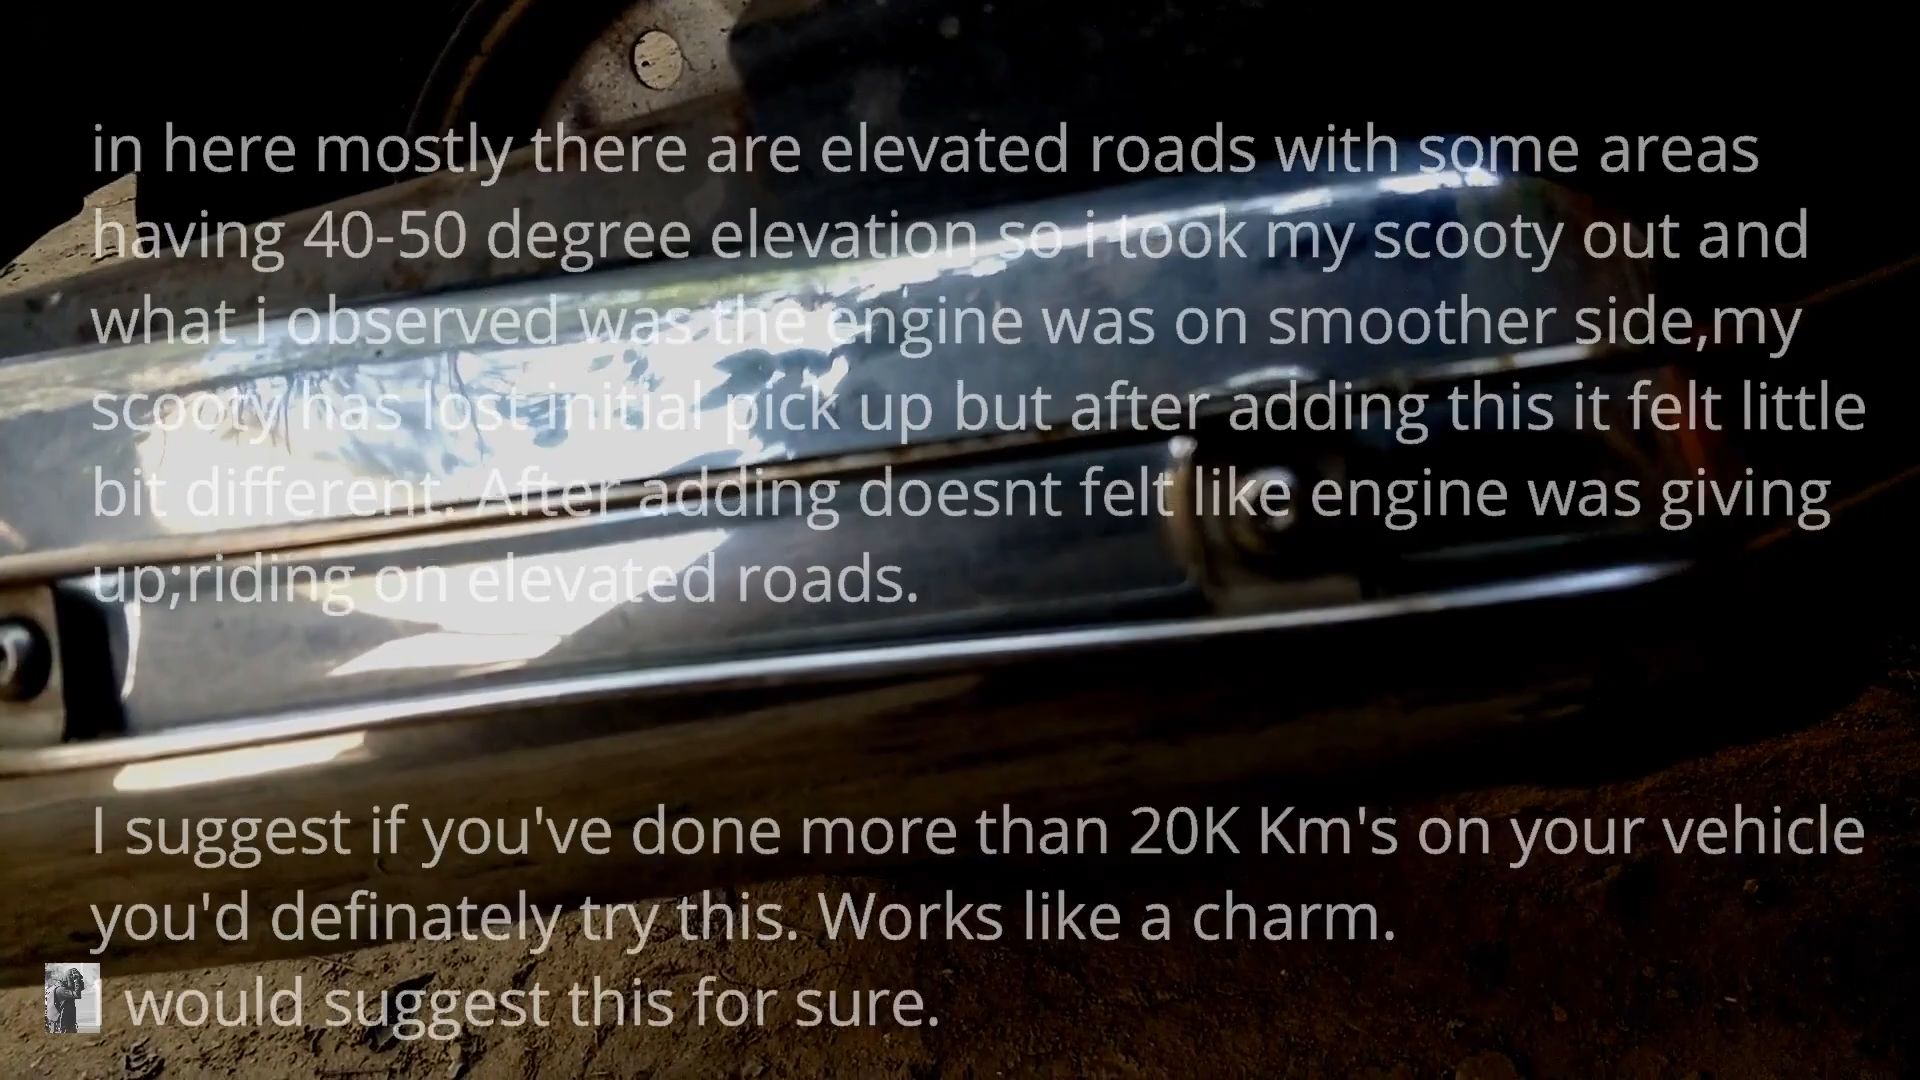 in here mostly there are elevated roads with some areas
having 40-50 degree elevation so i took my scooty out and
what i observed was the engine was on smoother side,my
scooty has lost initial pick up but after adding this it felt little
bit different. After adding doesnt felt like engine was giving
up;riding on elevated roads.
I suggest if you've done more than 20K Km's on your vehicle
you'd definately try this. Works like a charm.
I would suggest this for sure.